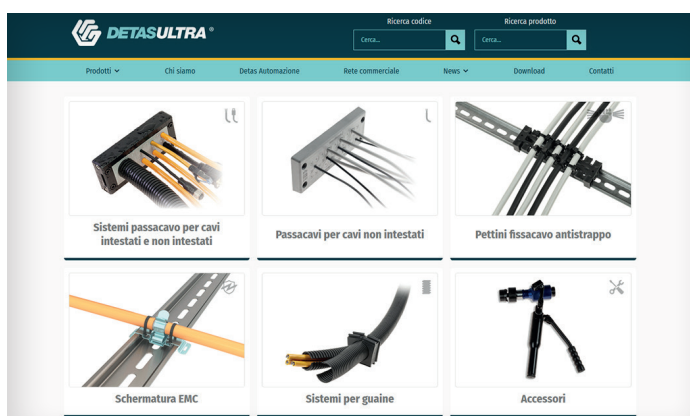 Ricerca codice
Ricerca prodotto
DETASULTRA®
Cerca...
Cerca...
Prodotti
Chi siamo
Detas Automazione
Rete commerciale
News
Download
Contatti
Sistemi passacavo per cavi
intestati e non intestati
Passacavi per cavi non intestati
Pettini fissacavo antistrappo
Schermatura EMC
Sistemi per guaine
Accessori